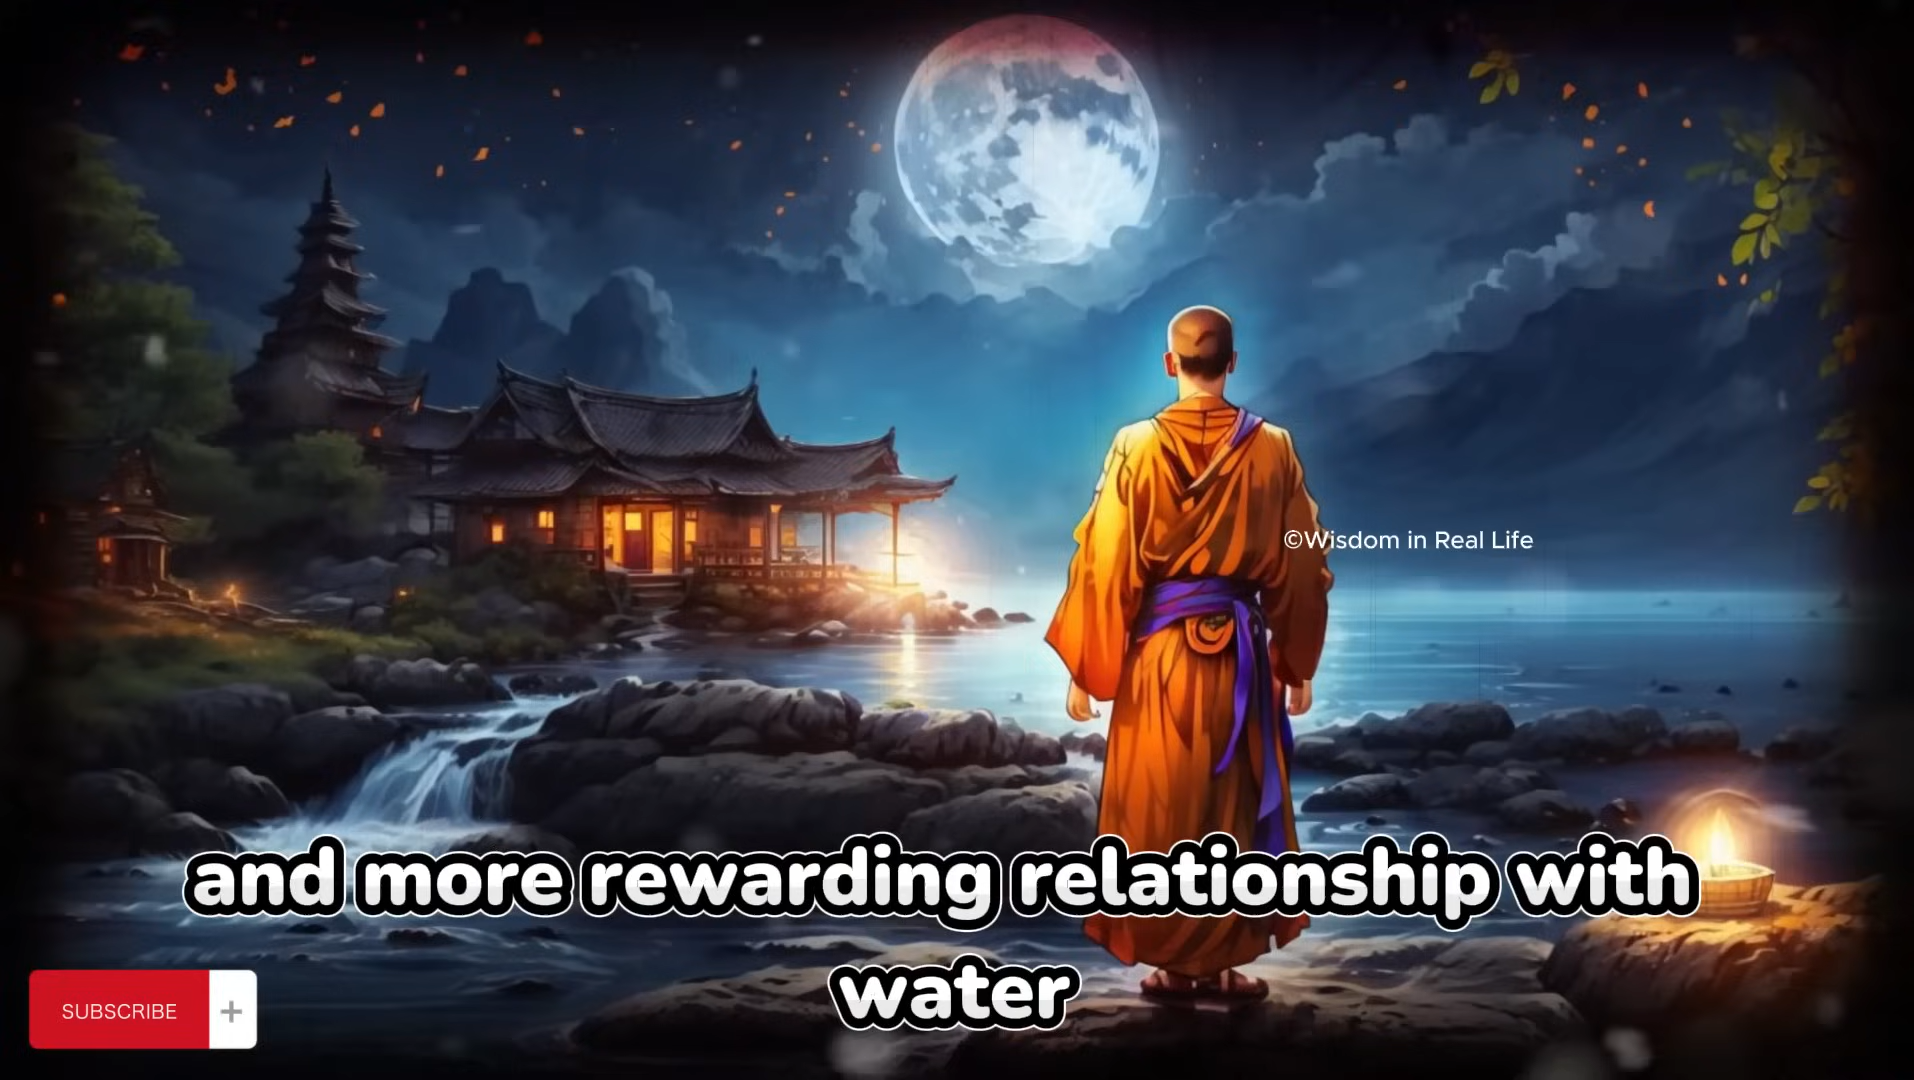 ©Wisdom in Real Life
and more rewarding relationship with
water
SUBSCRIBE +